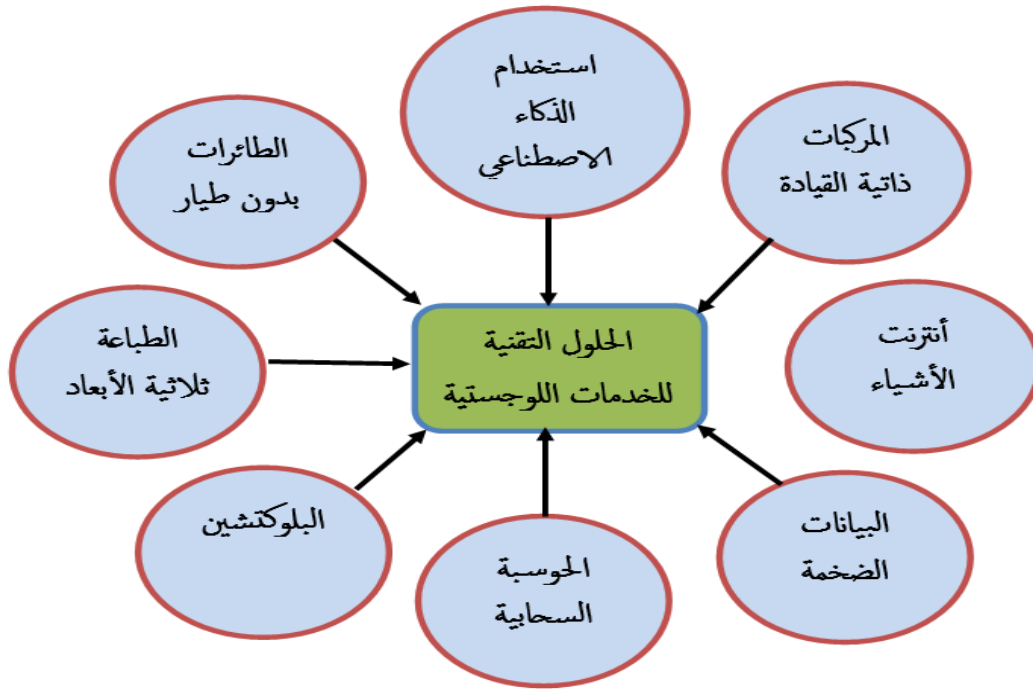 استخدام
الذكاء
الاصطناعي
المركبات
ذاتية القيادة
الطائرات
بدون طيار
أنترنت
الأشياء
الحلول التقنية
للخدمات اللوجستية
الطباعة
ثلاثية الأبعاد
البيانات
الضخمة
الحوسبة
السحابية
البلوكتشين